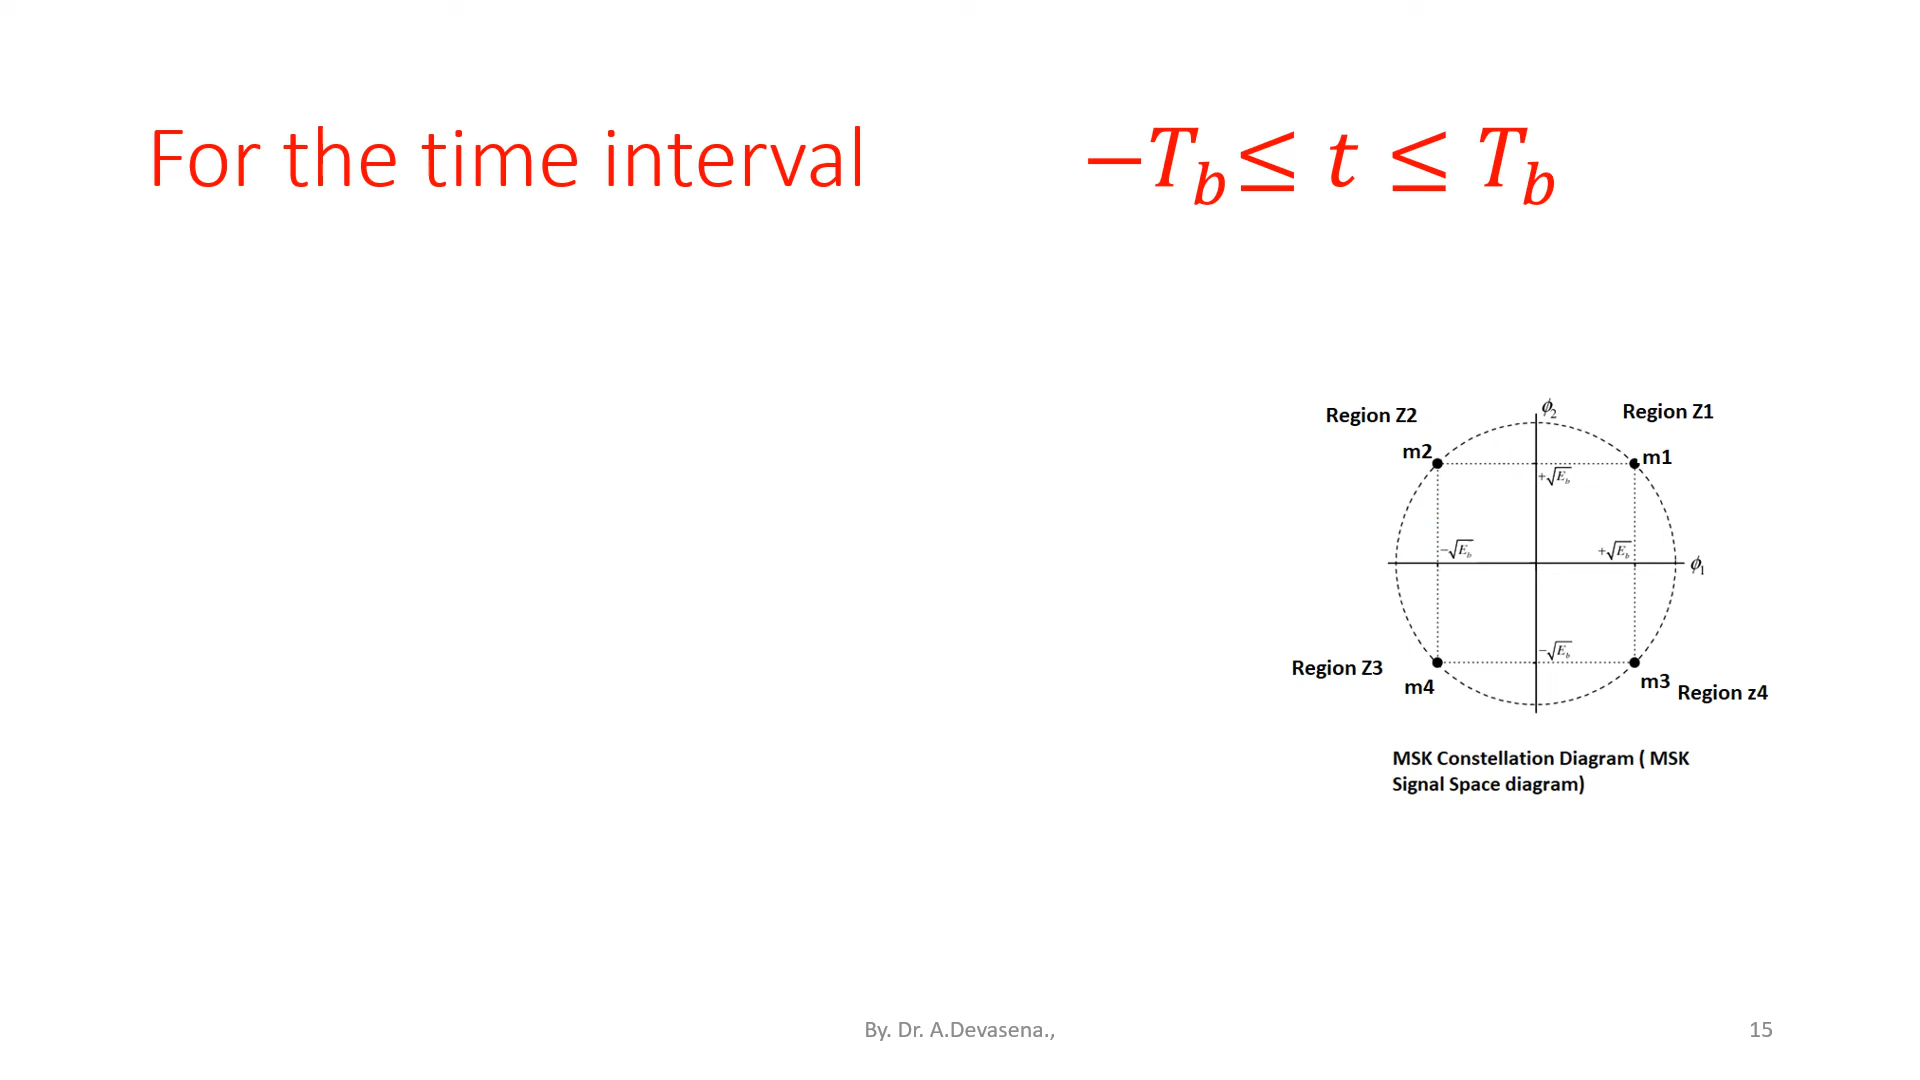 For the time interval −T_b ≤ t ≤ T_b
Region Z2
ϕ₂
Region Z1
m2
m1
+√E_b
−√E_b
+√E_b
ϕ₁
−√E_b
Region Z3
m4
m3
Region z4
MSK Constellation Diagram ( MSK
Signal Space diagram)
By. Dr. A.Devasena.,
15